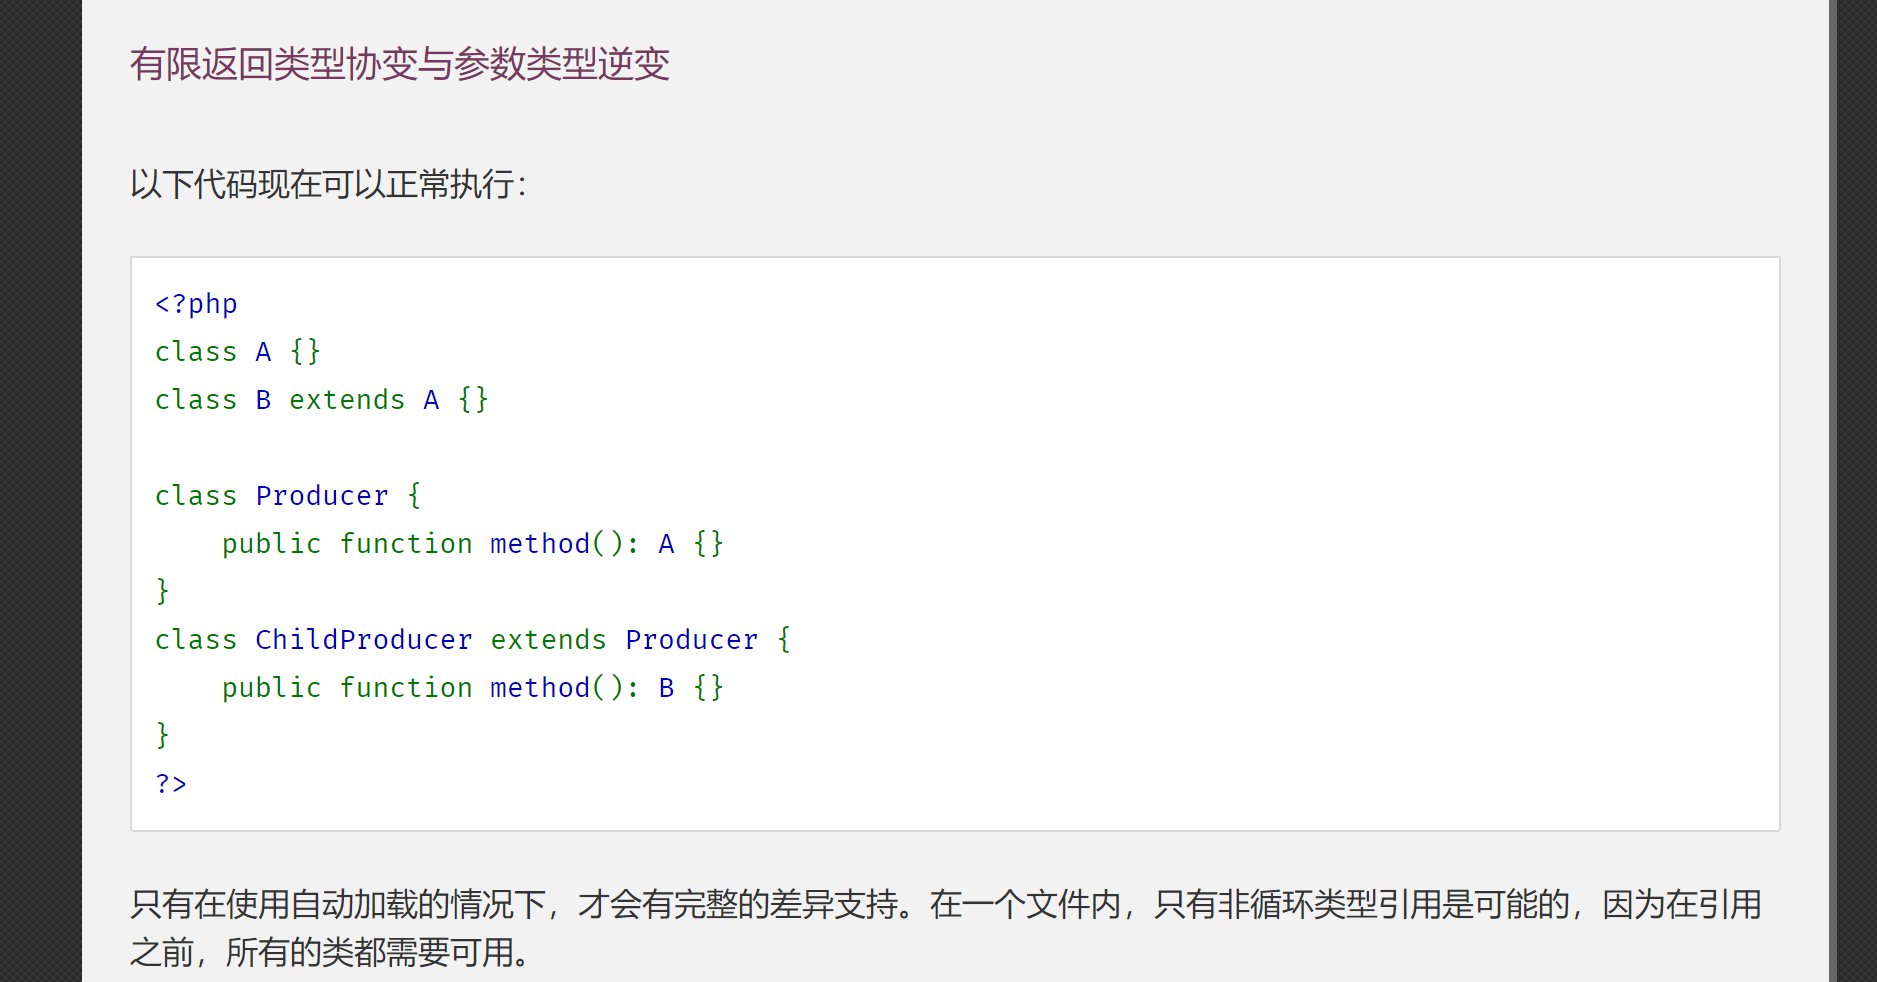 有限返回类型协变与参数类型逆变
以下代码现在可以正常执行：
<?php
class A {}
class B extends A {}
class Producer {
    public function method(): A {}
}
class ChildProducer extends Producer {
    public function method(): B {}
}
?>
只有在使用自动加载的情况下，才会有完整的差异支持。在一个文件内，只有非循环类型引用是可能的，因为在引用
之前，所有的类都需要可用。